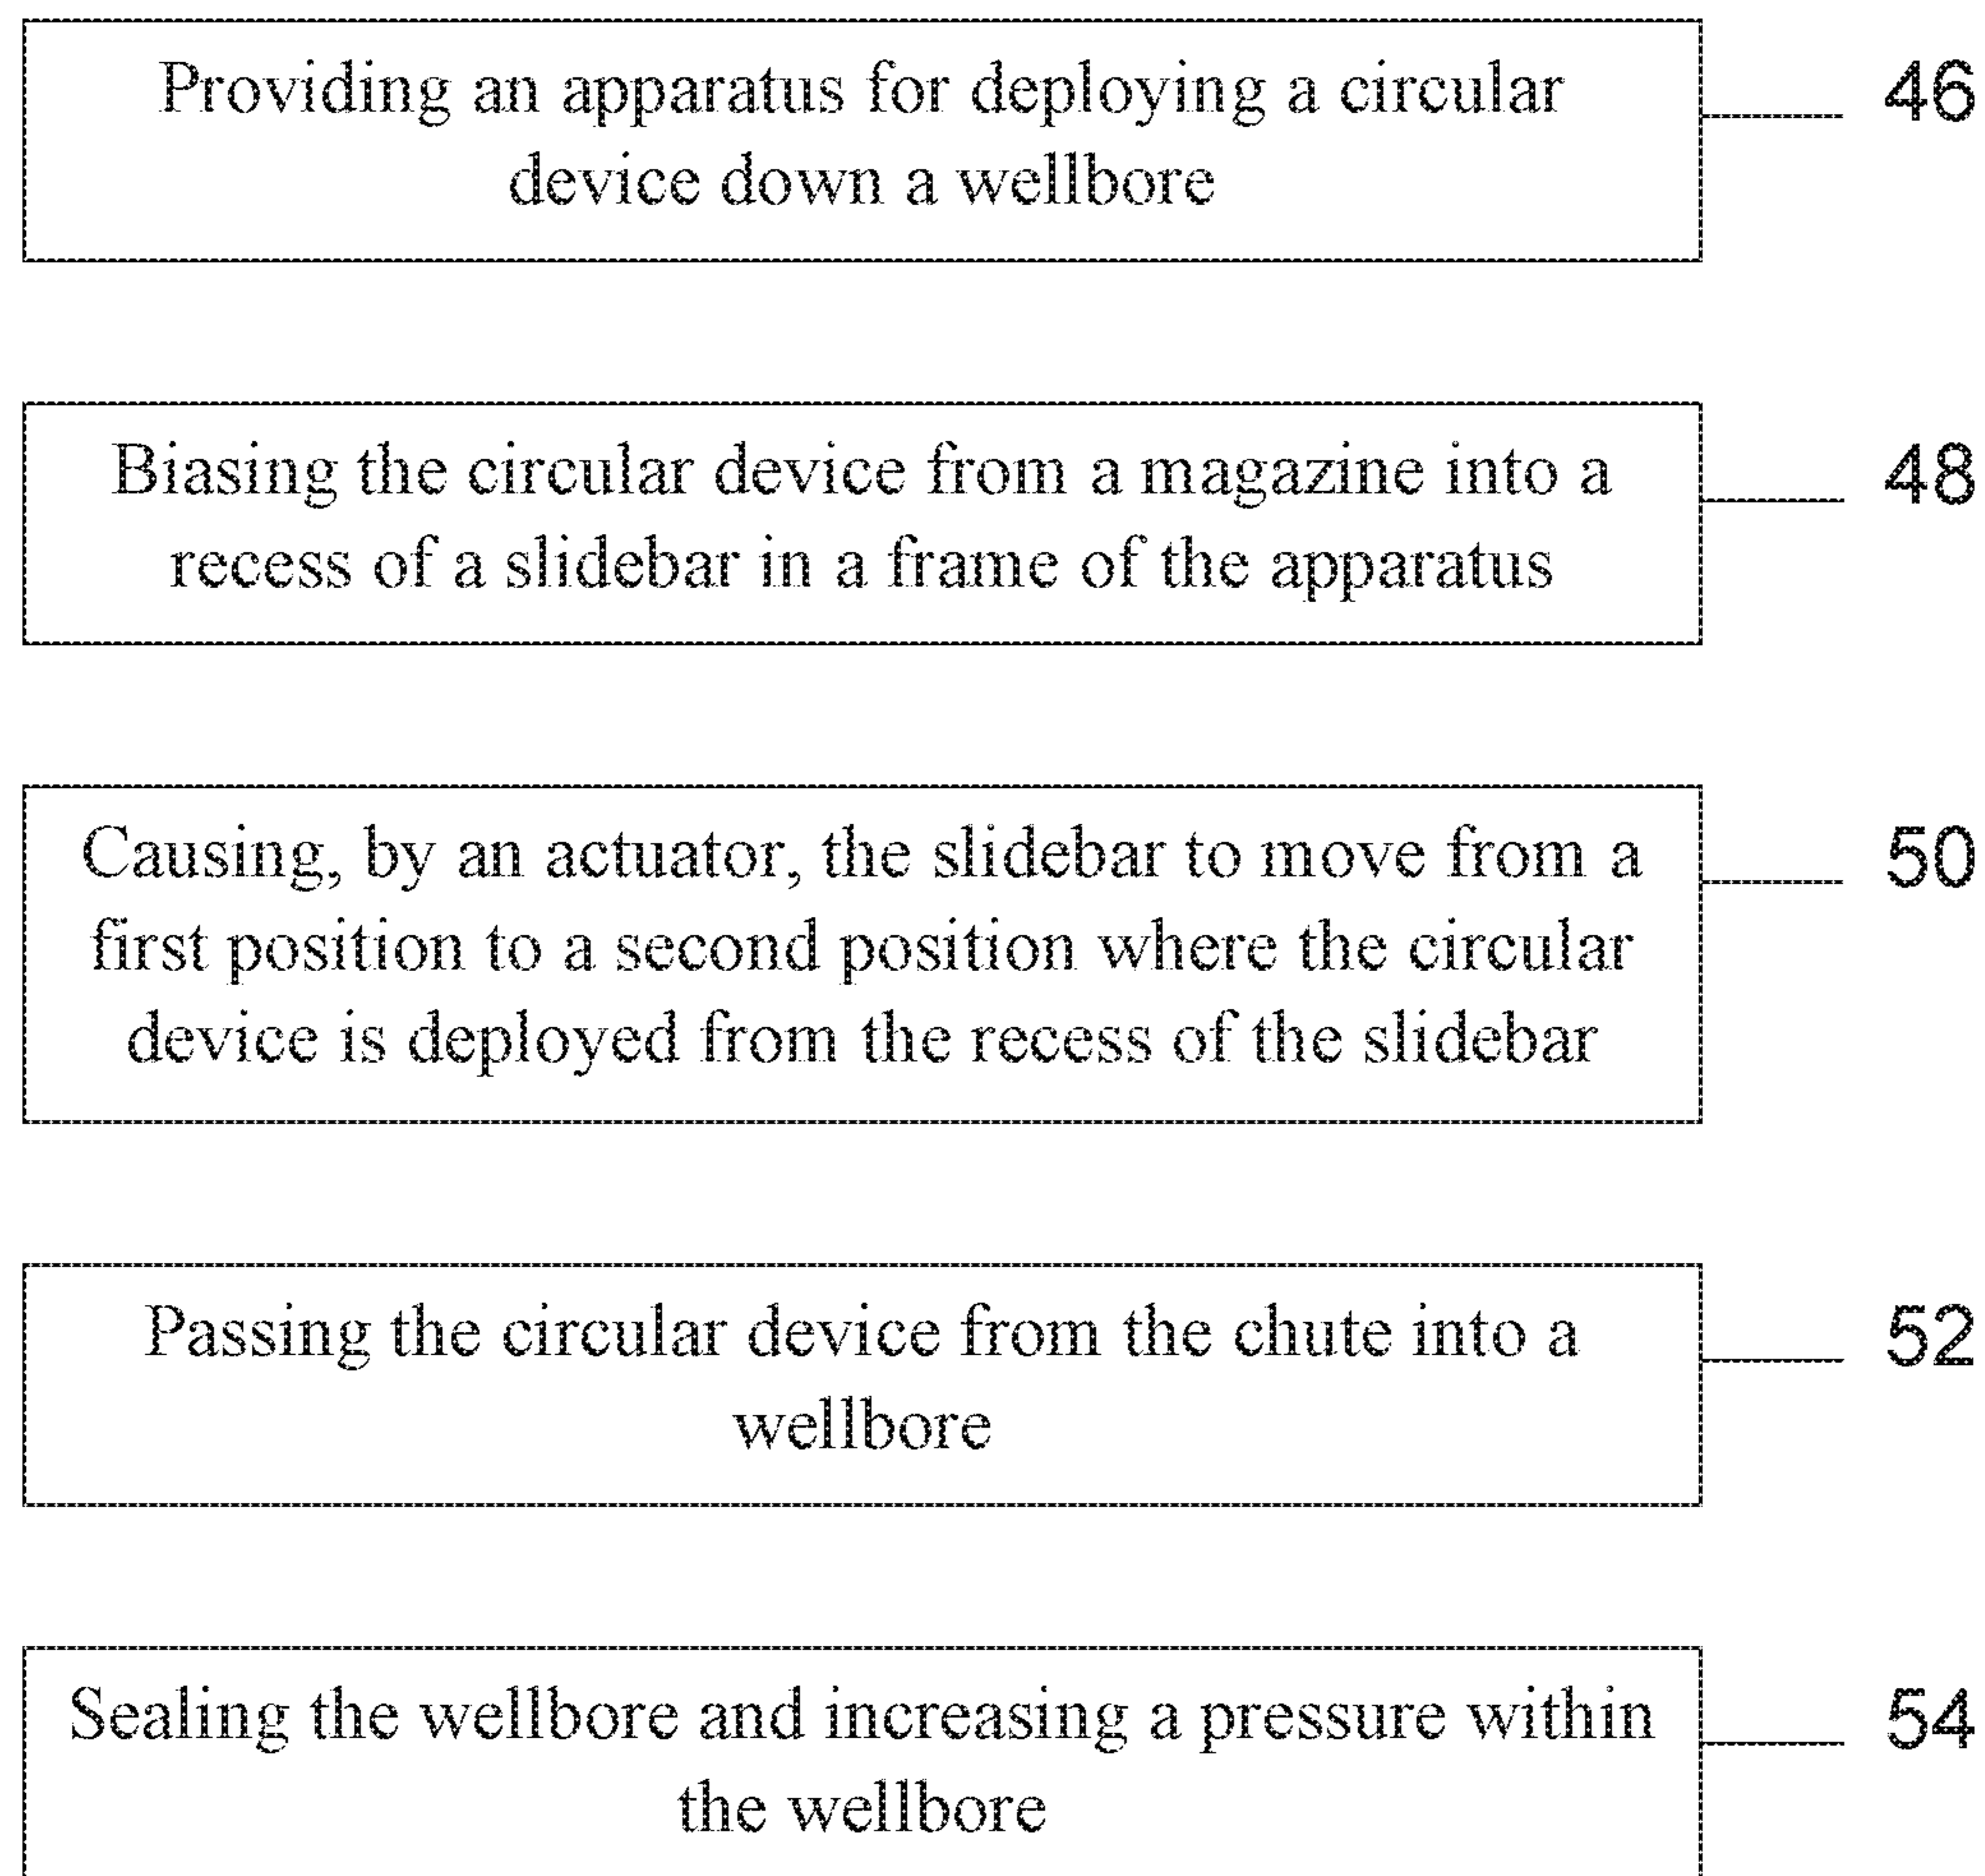 Providing an apparatus for deploying a circular
device down a wellbore
46
Biasing the circular device from a magazine into a
recess of a slidebar in a frame of the apparatus
48
Causing, by an actuator, the slidebar to move from a
first position to a second position where the circular
device is deployed from the recess of the slidebar
50
Passing the circular device from the chute into a
wellbore
52
Sealing the wellbore and increasing a pressure within
the wellbore
54